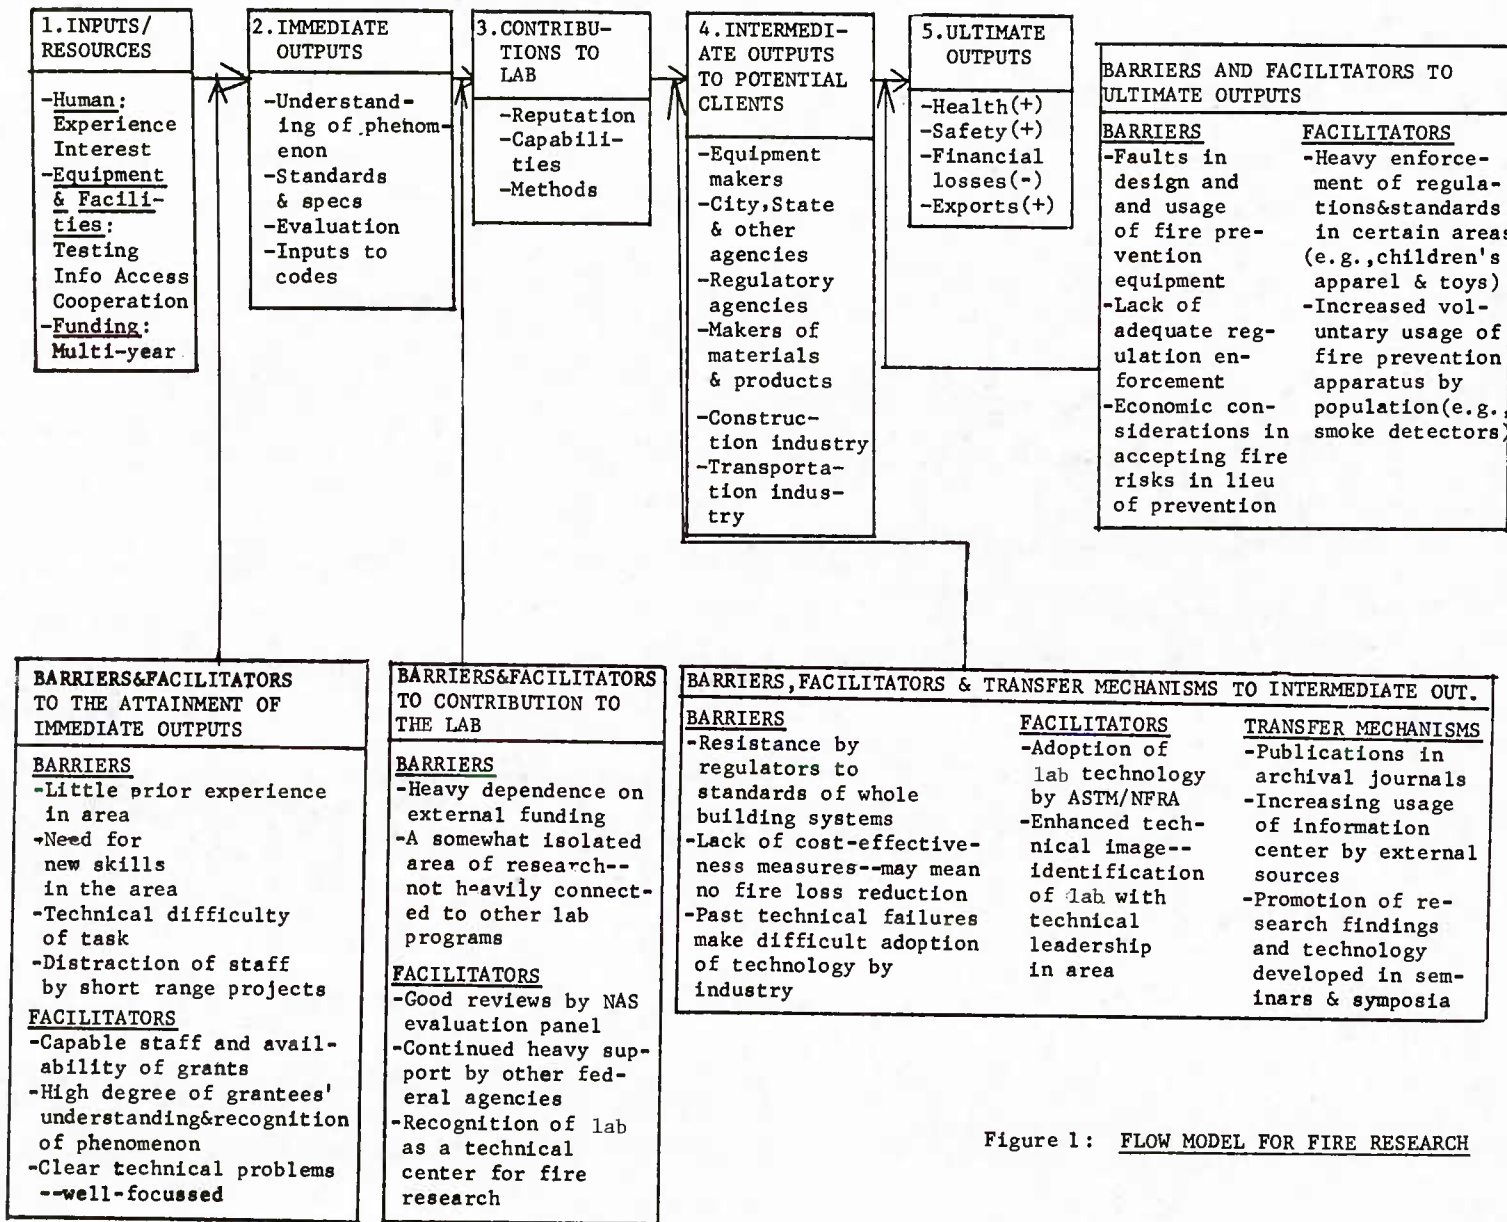 1.INPUTS/
RESOURCES
-Human:
Experience
Interest
-Equipment
& Facili-
ties:
Testing
Info Access
Cooperation
-Funding:
Multi-year
2.IMMEDIATE
OUTPUTS
-Understand-
ing of phenom-
enon
-Standards
& specs
-Evaluation
-Inputs to
codes
3.CONTRIBU-
TIONS TO
LAB
-Reputation
-Capabili-
ties
-Methods
4.INTERMEDI-
ATE OUTPUTS
TO POTENTIAL
CLIENTS
-Equipment
makers
-City,State
& other
agencies
-Regulatory
agencies
-Makers of
materials
& products
-Construc-
tion industry
-Transporta-
tion indus-
try
5.ULTIMATE
OUTPUTS
-Health(+)
-Safety(+)
-Financial
losses(-)
-Exports(+)
BARRIERS AND FACILITATORS TO
ULTIMATE OUTPUTS
BARRIERS
-Faults in
design and
and usage
of fire pre-
vention
equipment
-Lack of
adequate reg-
ulation en-
forcement
-Economic con-
siderations in
accepting fire
risks in lieu
of prevention
FACILITATORS
-Heavy enforce-
ment of regula-
tions&standards
in certain areas
(e.g.,children's
apparel & toys)
-Increased vol-
untary usage of
fire prevention
apparatus by
population(e.g.,
smoke detectors)
BARRIERS&FACILITATORS
TO THE ATTAINMENT OF
IMMEDIATE OUTPUTS
BARRIERS
-Little prior experience
in area
-Need for
new skills
in the area
-Technical difficulty
of task
-Distraction of staff
by short range projects
FACILITATORS
-Capable staff and avail-
ability of grants
-High degree of grantees'
understanding&recognition
of phenomenon
-Clear technical problems
--well-focussed
BARRIERS&FACILITATORS
TO CONTRIBUTION TO
THE LAB
BARRIERS
-Heavy dependence on
external funding
-A somewhat isolated
area of research--
not heavily connect-
ed to other lab
programs
FACILITATORS
-Good reviews by NAS
evaluation panel
-Continued heavy sup-
port by other fed-
eral agencies
-Recognition of lab
as a technical
center for fire
research
BARRIERS,FACILITATORS & TRANSFER MECHANISMS TO INTERMEDIATE OUT.
BARRIERS
-Resistance by
regulators to
standards of whole
building systems
-Lack of cost-effective-
ness measures--may mean
no fire loss reduction
-Past technical failures
make difficult adoption
of technology by
industry
FACILITATORS
-Adoption of
lab technology
by ASTM/NFRA
-Enhanced tech-
nical image--
identification
of lab with
technical
leadership
in area
TRANSFER MECHANISMS
-Publications in
archival journals
-Increasing usage
of information
center by external
sources
-Promotion of re-
search findings
and technology
developed in sem-
inars & symposia
Figure 1: FLOW MODEL FOR FIRE RESEARCH